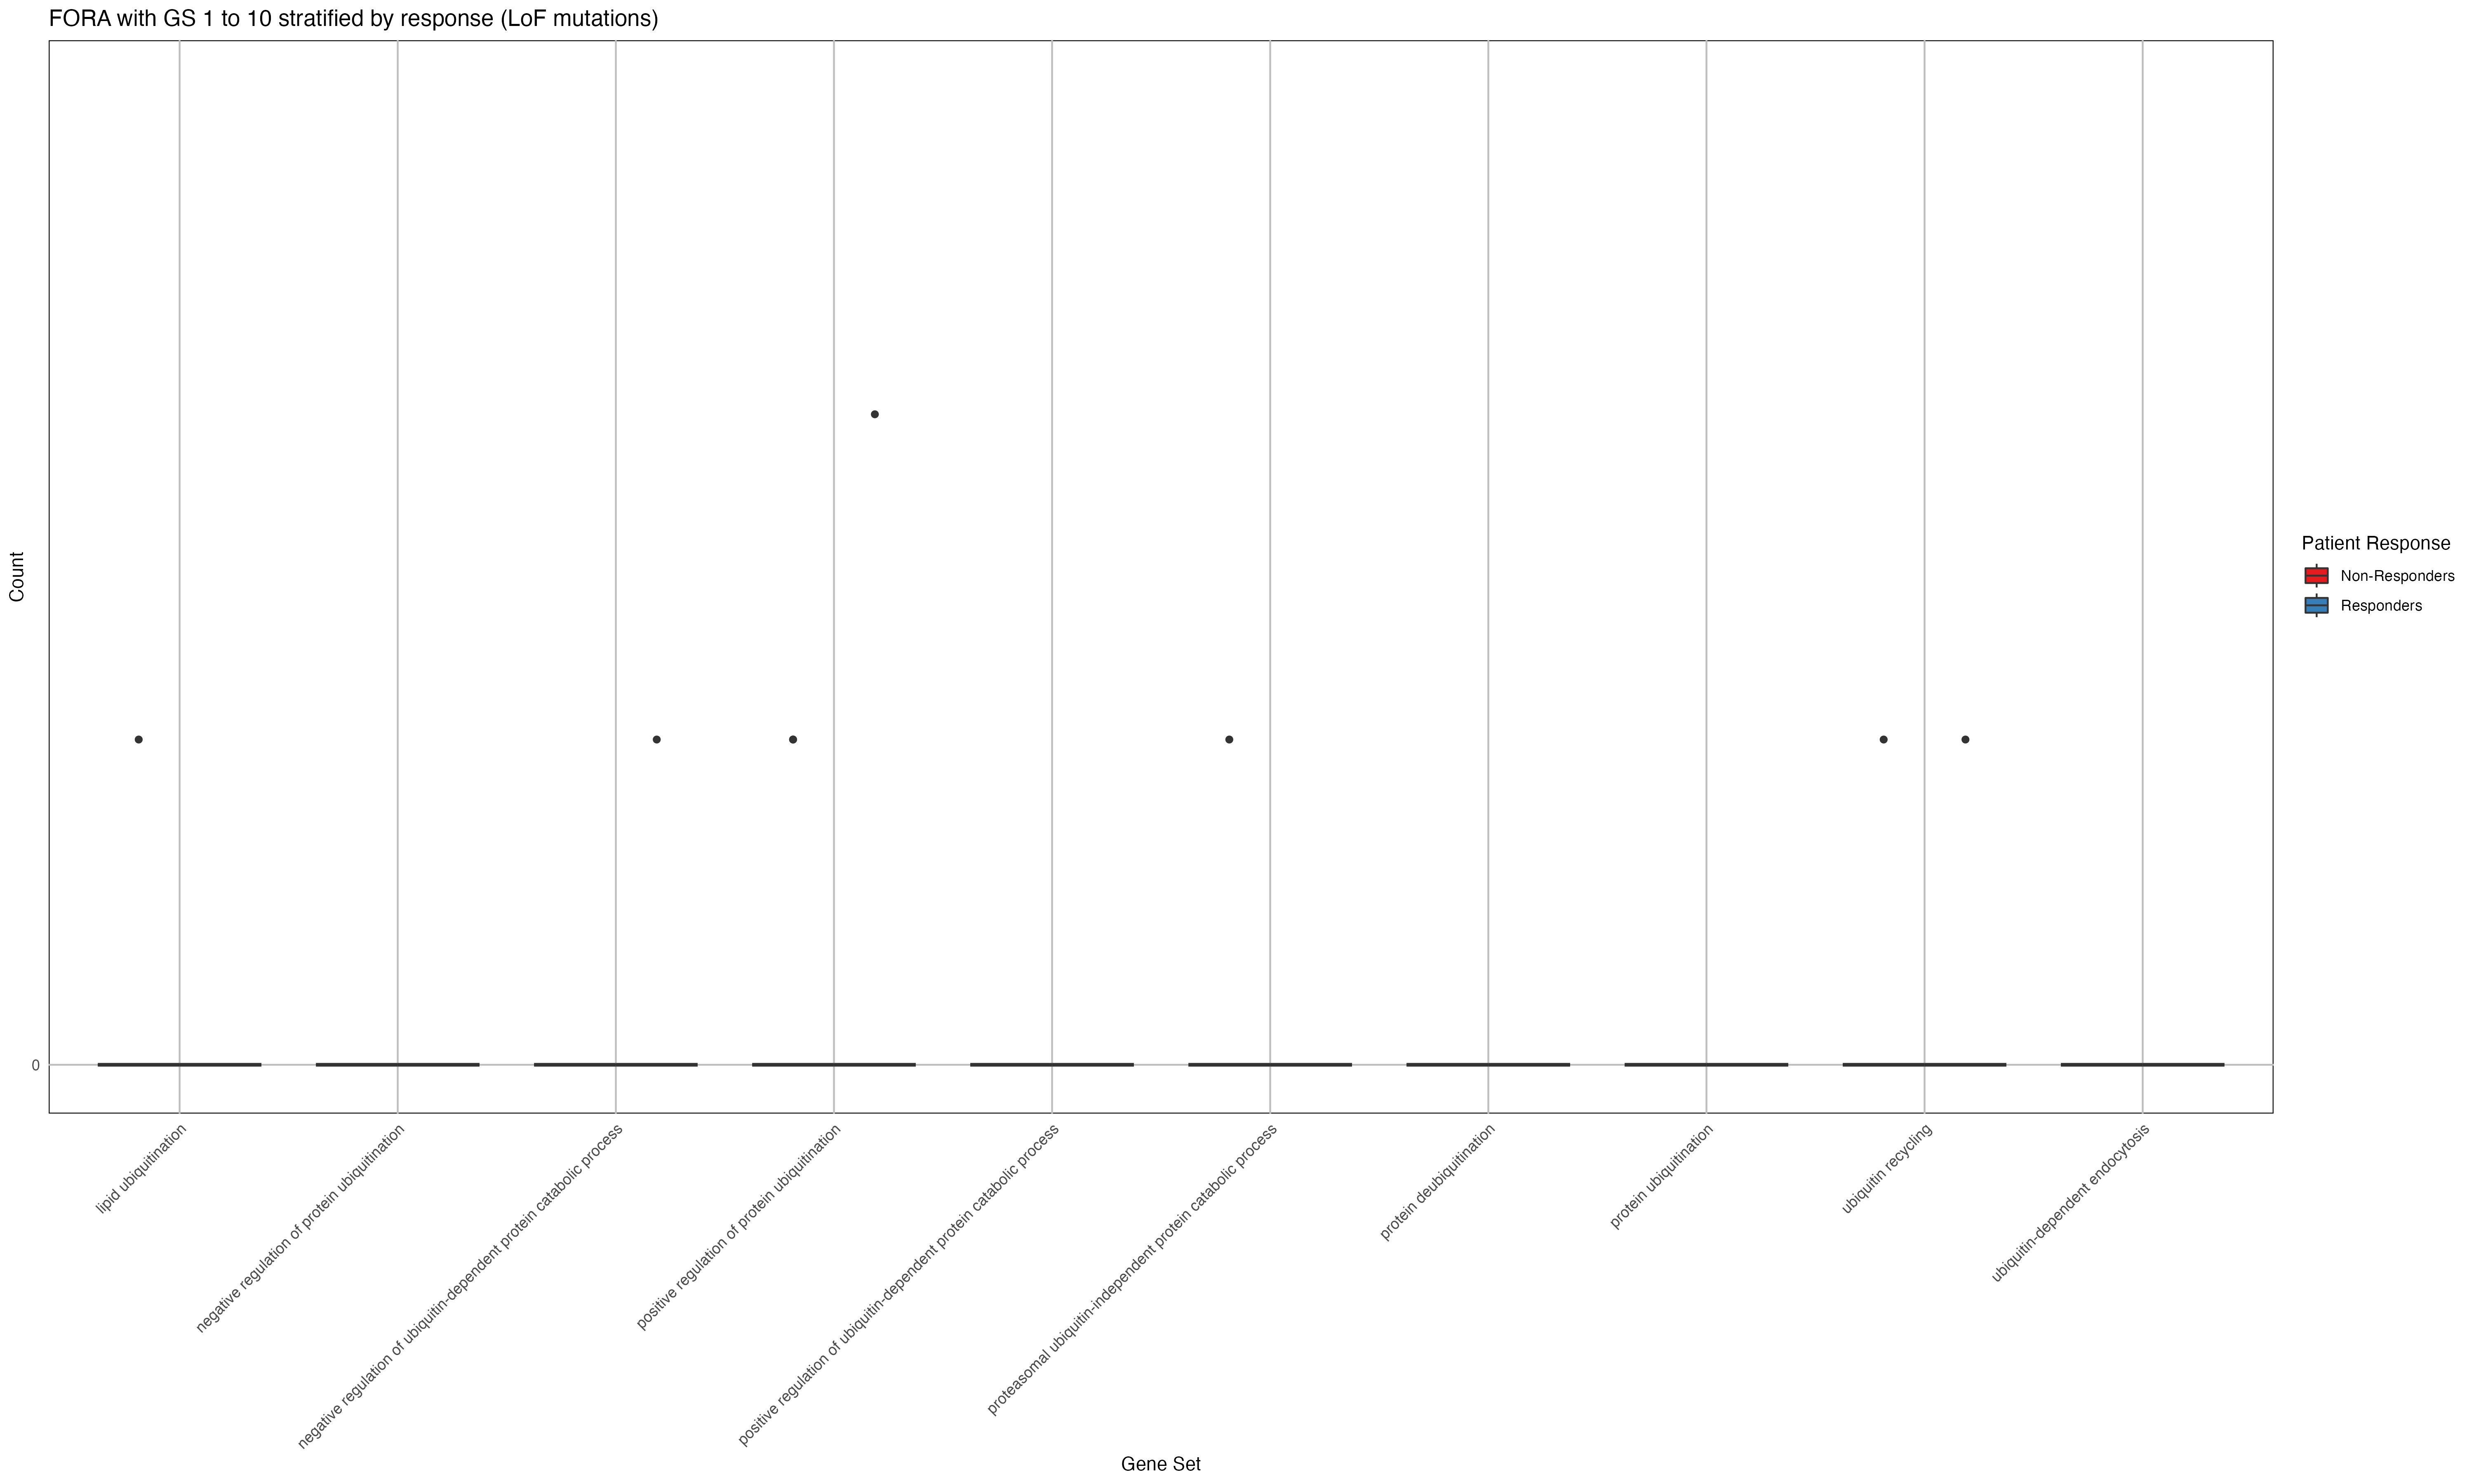 FORA with GS 1 to 10 stratified by response (LoF mutations)
Count
0
lipid ubiquitination
negative regulation of protein ubiquitination
negative regulation of ubiquitin-dependent protein catabolic process
positive regulation of protein ubiquitination
positive regulation of ubiquitin-dependent protein catabolic process
proteasomal ubiquitin-independent protein catabolic process
protein deubiquitination
protein ubiquitination
ubiquitin recycling
ubiquitin-dependent endocytosis
Gene Set
Patient Response
Non-Responders
Responders